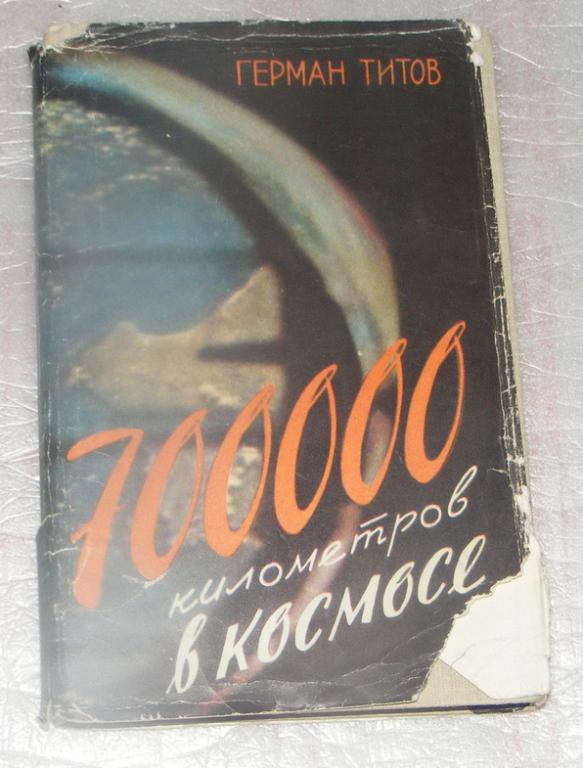 ГЕРМАН ТИТОВ
700000
километров
в космосе